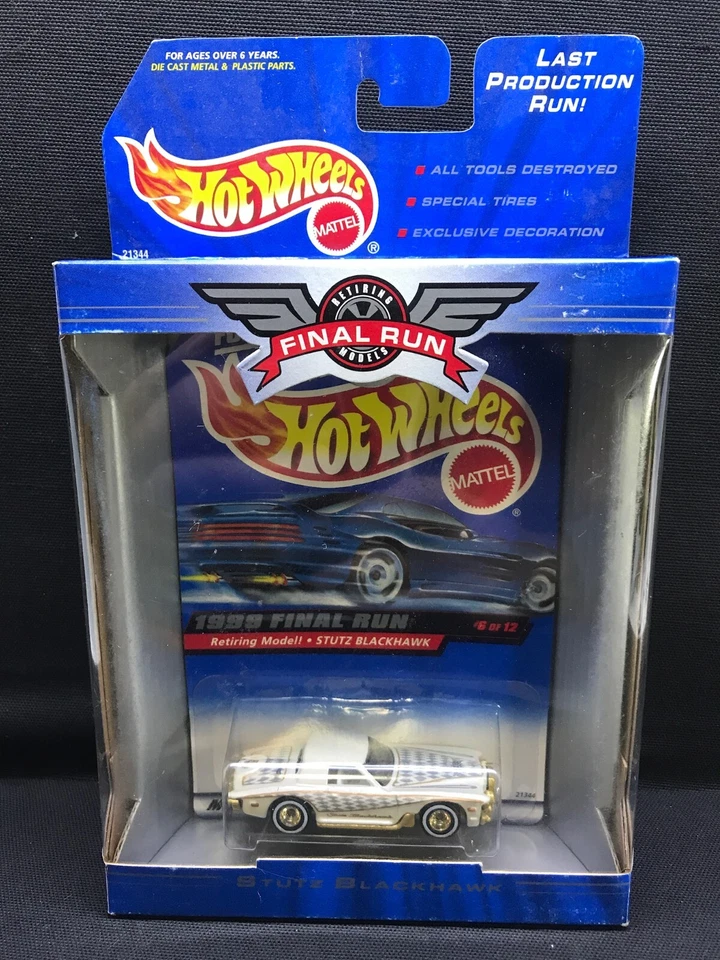 FOR AGES OVER 6 YEARS.
DIE CAST METAL & PLASTIC PARTS.
LAST
PRODUCTION
RUN!
HOT WHEELS
MATTEL
®
ALL TOOLS DESTROYED
SPECIAL TIRES
EXCLUSIVE DECORATION
21344
RETIRING
FINAL RUN
MODELS
HOT WHEELS
MATTEL
®
1999 FINAL RUN
#6 OF 12
Retiring Model! • STUTZ BLACKHAWK
21344
STUTZ BLACKHAWK